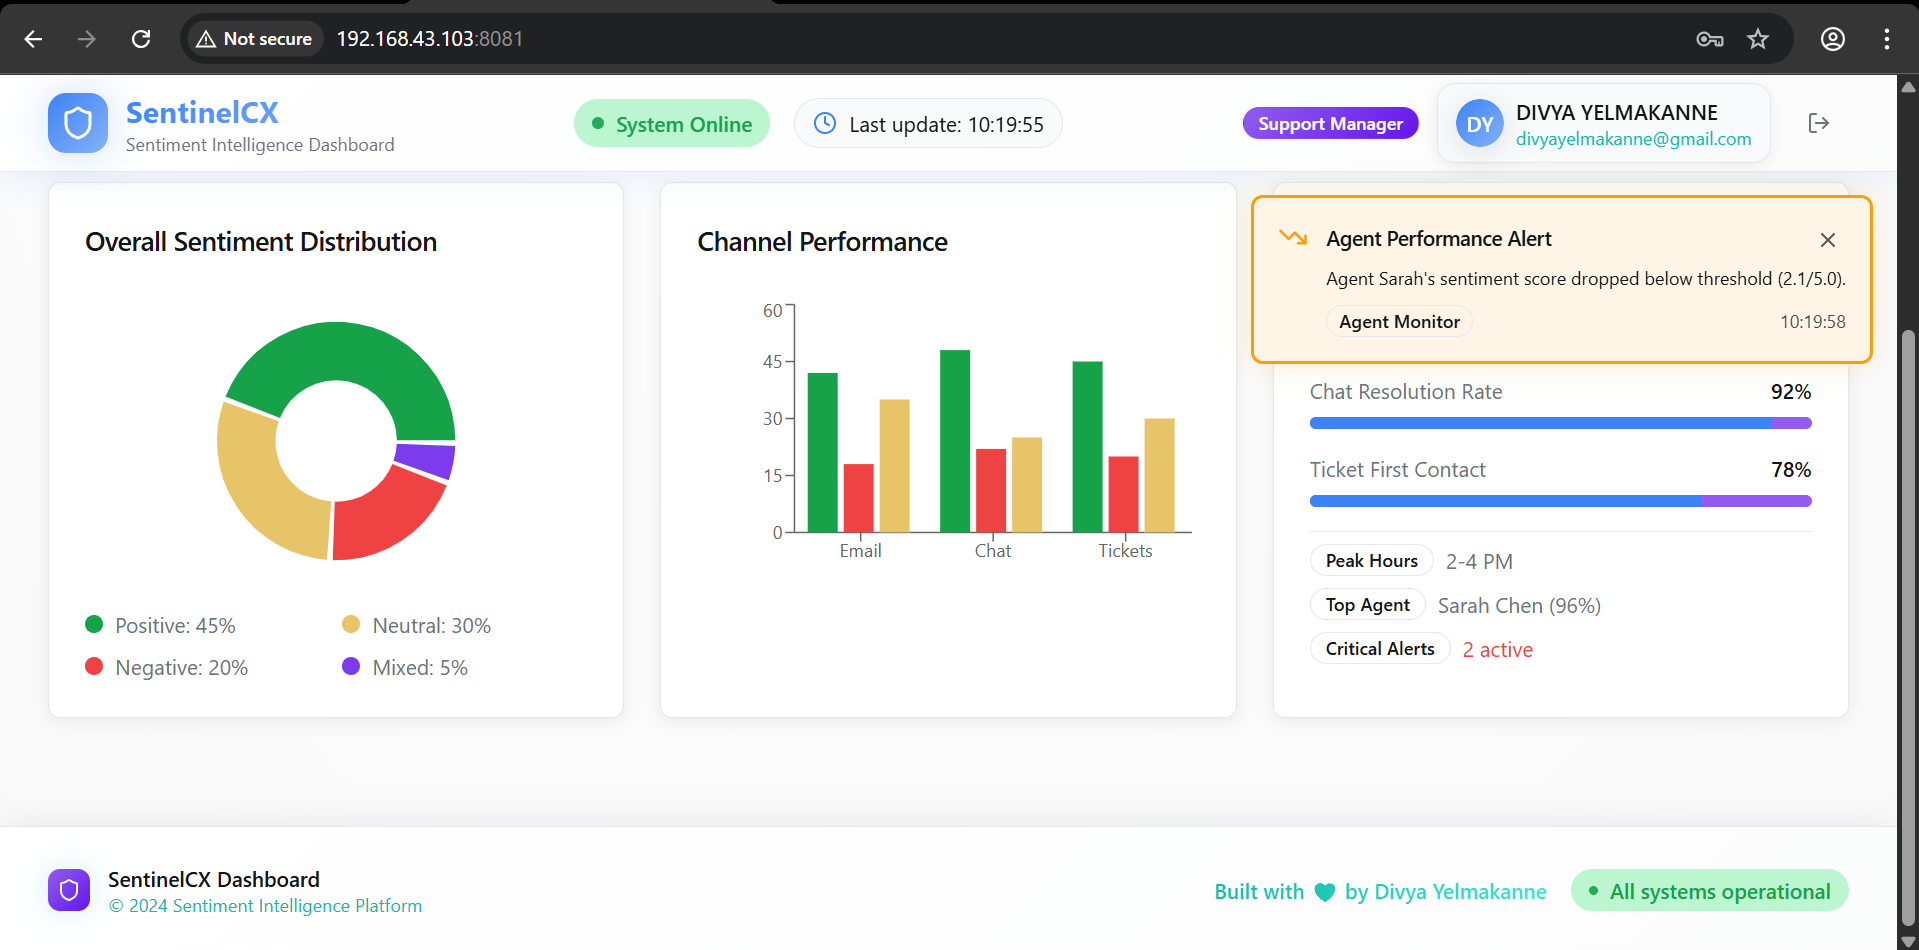 Not secure
192.168.43.103:8081
SentinelCX
Sentiment Intelligence Dashboard
System Online
Last update: 10:19:55
Support Manager
DY
DIVYA YELMAKANNE
divyayelmakanne@gmail.com
Overall Sentiment Distribution
Positive: 45%
Neutral: 30%
Negative: 20%
Mixed: 5%
Channel Performance
60
45
30
15
0
Email
Chat
Tickets
Agent Performance Alert
Agent Sarah's sentiment score dropped below threshold (2.1/5.0).
Agent Monitor
10:19:58
Chat Resolution Rate
92%
Ticket First Contact
78%
Peak Hours
2-4 PM
Top Agent
Sarah Chen (96%)
Critical Alerts
2 active
SentinelCX Dashboard
© 2024 Sentiment Intelligence Platform
Built with
by Divya Yelmakanne
All systems operational